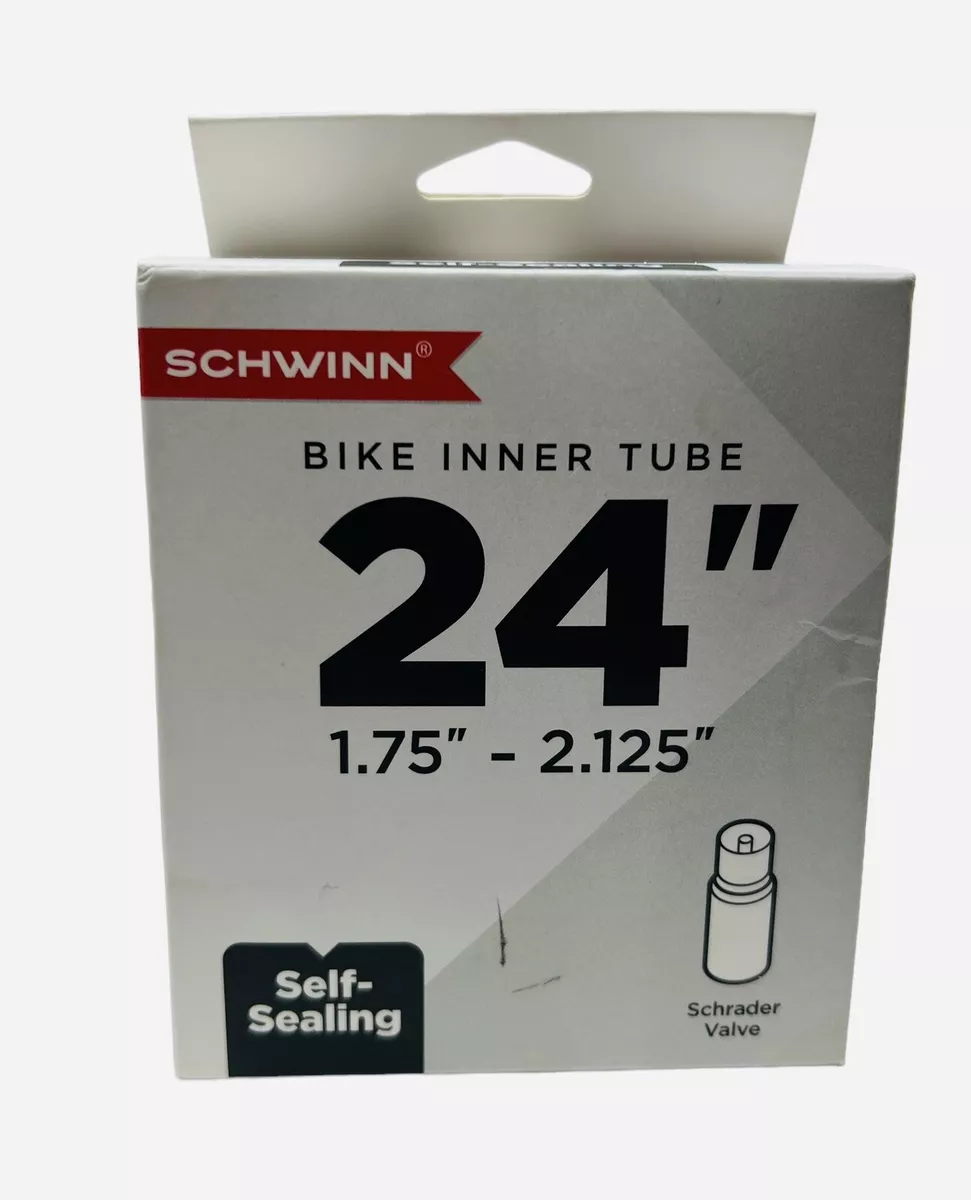 SCHWINN®
BIKE INNER TUBE
24"
1.75" - 2.125"
Self-
Sealing
Schrader
Valve